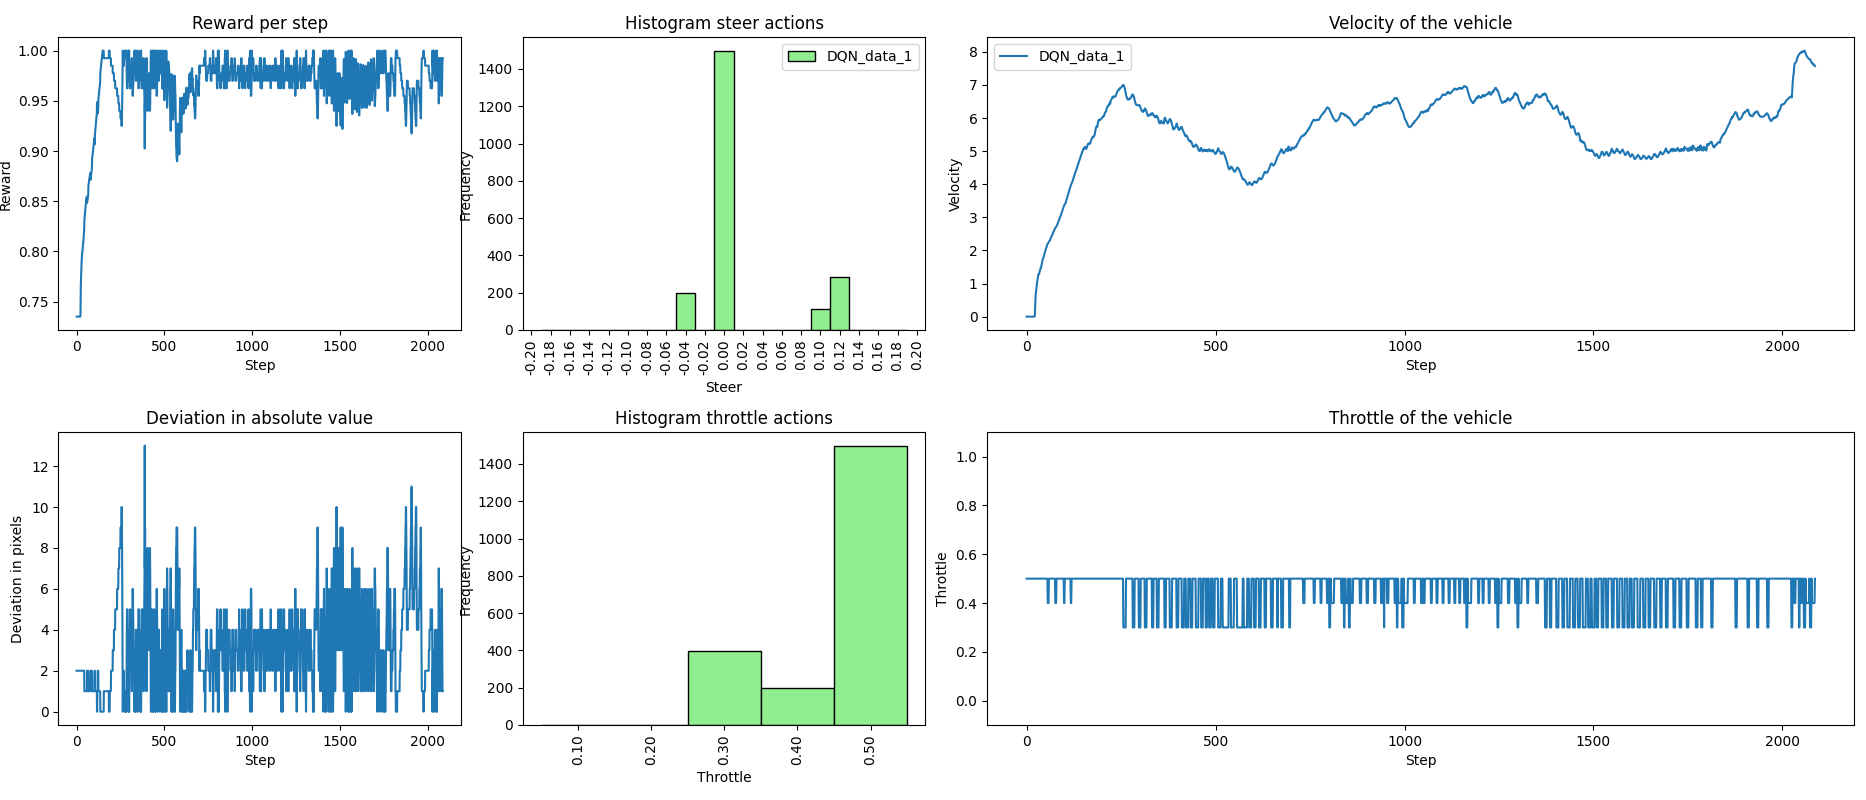 Reward per step
Reward
1.00
0.95
0.90
0.85
0.80
0.75
0 500 1000 1500 2000
Step
Histogram steer actions
DQN_data_1
Frequency
1400
1200
1000
800
600
400
200
0
-0.20 -0.18 -0.16 -0.14 -0.12 -0.10 -0.08 -0.06 -0.04 -0.02 0.00 0.02 0.04 0.06 0.08 0.10 0.12 0.14 0.16 0.18 0.20
Steer
Velocity of the vehicle
DQN_data_1
Velocity
8
7
6
5
4
3
2
1
0
0 500 1000 1500 2000
Step
Deviation in absolute value
Deviation in pixels
12
10
8
6
4
2
0
0 500 1000 1500 2000
Step
Histogram throttle actions
Frequency
1400
1200
1000
800
600
400
200
0
0.10 0.20 0.30 0.40 0.50
Throttle
Throttle of the vehicle
Throttle
1.0
0.8
0.6
0.4
0.2
0.0
0 500 1000 1500 2000
Step